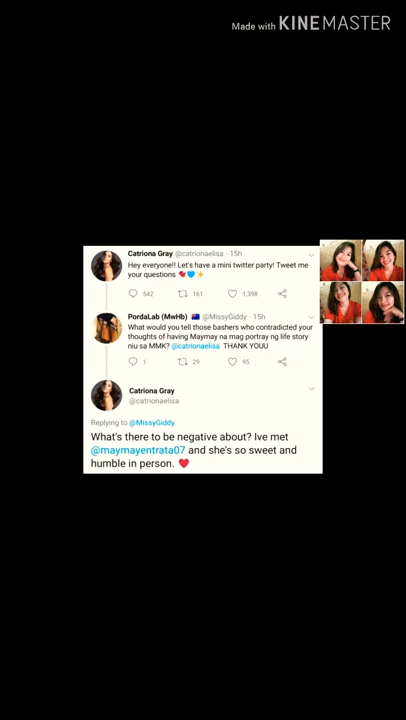 Made with KINEMASTER
Catriona Gray @catrionaelisa · 15h
Hey everyone!! Let's have a mini twitter party! Tweet me
your questions 💘💙✨
542 161 1,398
PordaLab (MwHb) 🇦🇺 @MissyGiddy · 15h
What would you tell those bashers who contradicted your
thoughts of having Maymay na mag portray ng life story
niu sa MMK? @catrionaelisa THANK YOUU
1 29 95
Catriona Gray
@catrionaelisa
Replying to @MissyGiddy
What's there to be negative about? Ive met
@maymayentrata07 and she's so sweet and
humble in person. ❤️